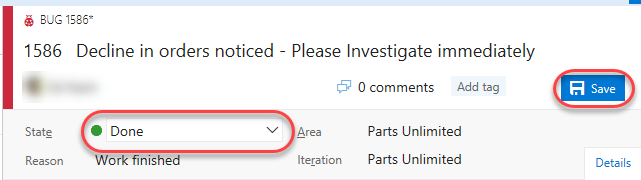 BUG 1586*
1586 Decline in orders noticed - Please Investigate immediately
0 comments Add tag Save
State Done Area Parts Unlimited
Reason Work finished Iteration Parts Unlimited
Details